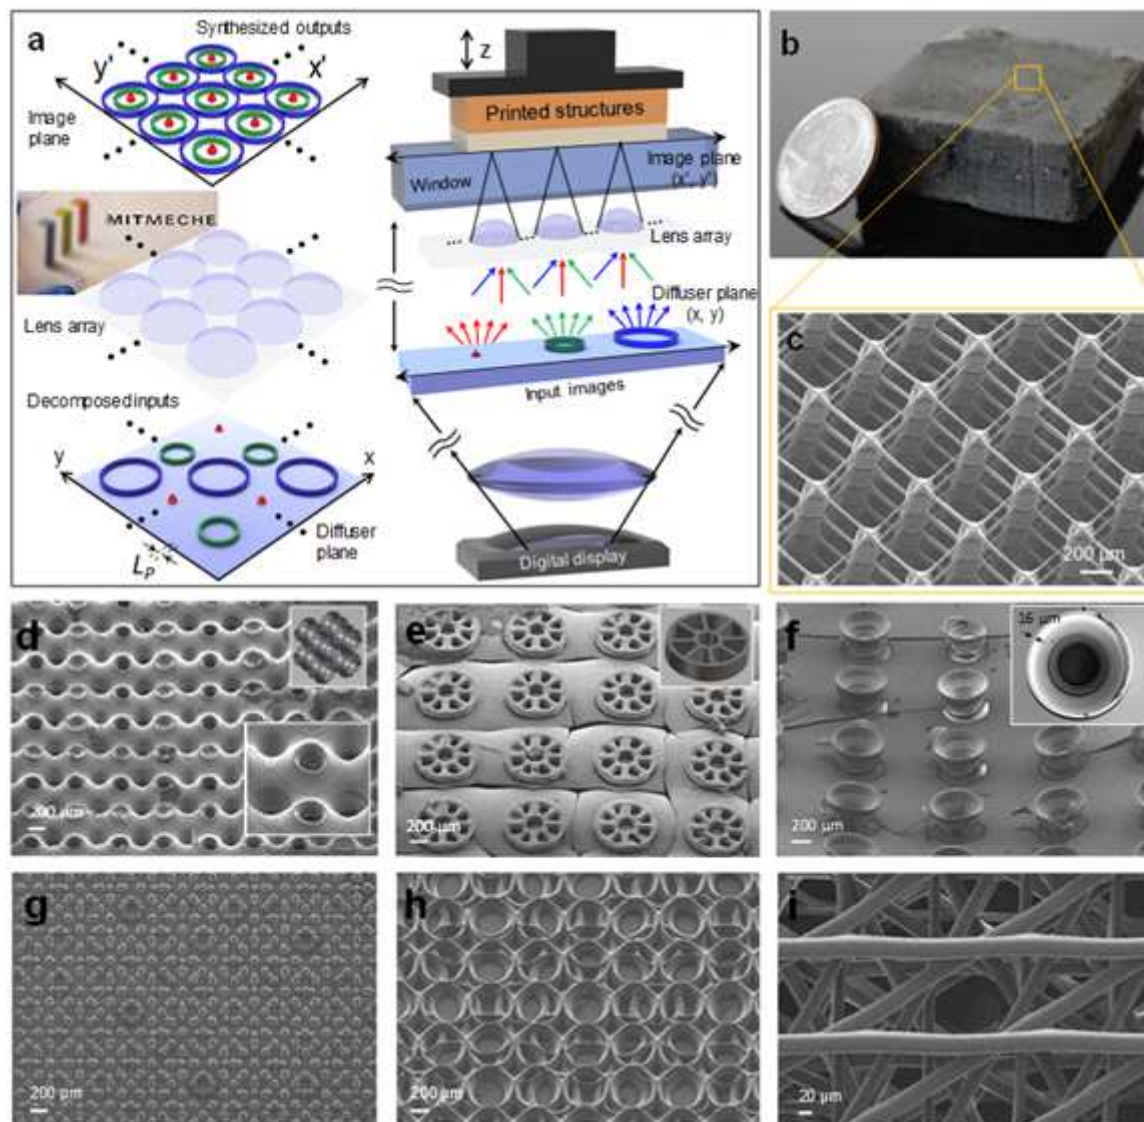 a
Synthesized outputs
y'
x'
Image
plane
MITMECHE
Lens array
Decomposed inputs
y
x
Diffuser
plane
L_P
z
Printed structures
Image plane
(x', y')
Window
...
...
Lens array
Diffuser plane
(x, y)
Input images
Digital display
b
c
200 µm
d
200 µm
e
200 µm
f
16 µm
200 µm
g
200 µm
h
200 µm
i
20 µm